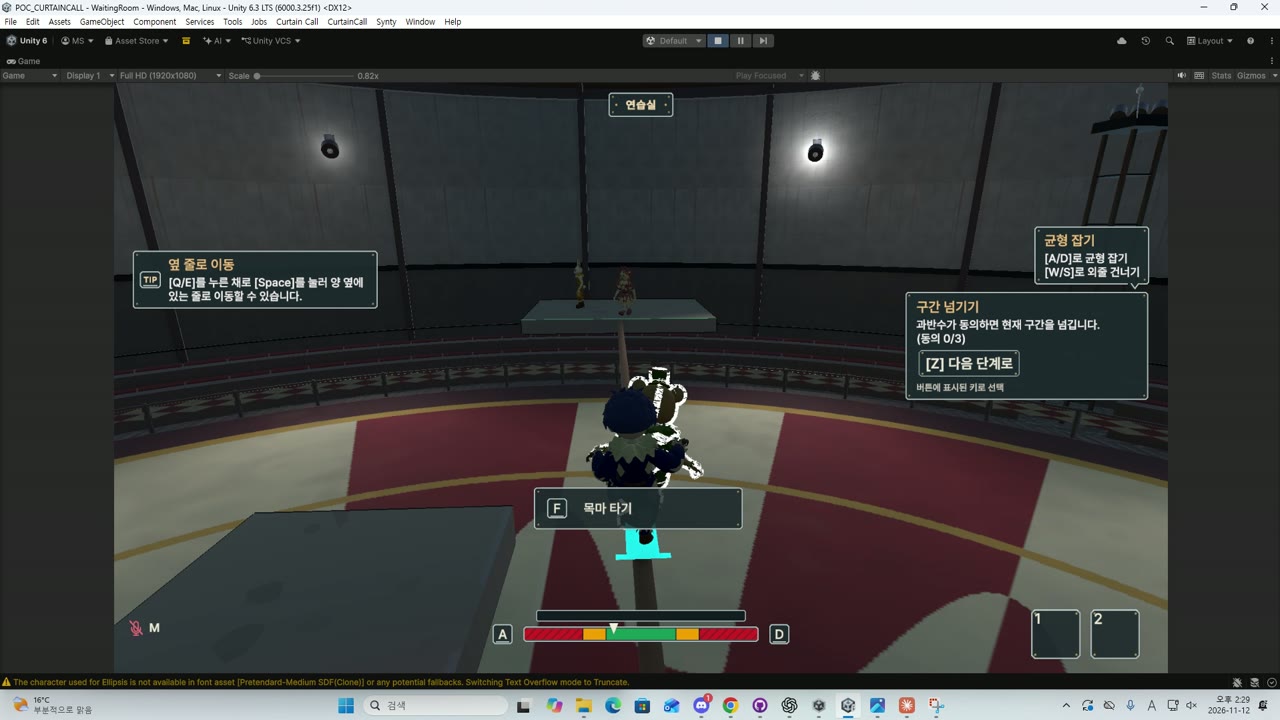 POC_CURTAINCALL - WaitingRoom - Windows, Mac, Linux - Unity 6.3 LTS (6000.3.25f1) <DX12>
File Edit Assets GameObject Component Services Tools Jobs Curtain Call CurtainCall Synty Window Help
Unity 6 MS Asset Store AI Unity VCS Default Layout
Game
Game Display 1 Full HD (1920x1080) Scale 0.82x Play Focused Stats Gizmos
연습실
균형 잡기
[A/D]로 균형 잡기
[W/S]로 외줄 건너기
TIP
옆 줄로 이동
[Q/E]를 누른 채로 [Space]를 눌러 양 옆에
있는 줄로 이동할 수 있습니다.
구간 넘기기
과반수가 동의하면 현재 구간을 넘깁니다.
(동의 0/3)
[Z] 다음 단계로
버튼에 표시된 키로 선택
F 목마 타기
M
A D
1 2
The character used for Ellipsis is not available in font asset [Pretendard-Medium SDF(Clone)] or any potential fallbacks. Switching Text Overflow mode to Truncate.
16°C
부분적으로 맑음
검색
1
A
오후 2:29
2026-11-12